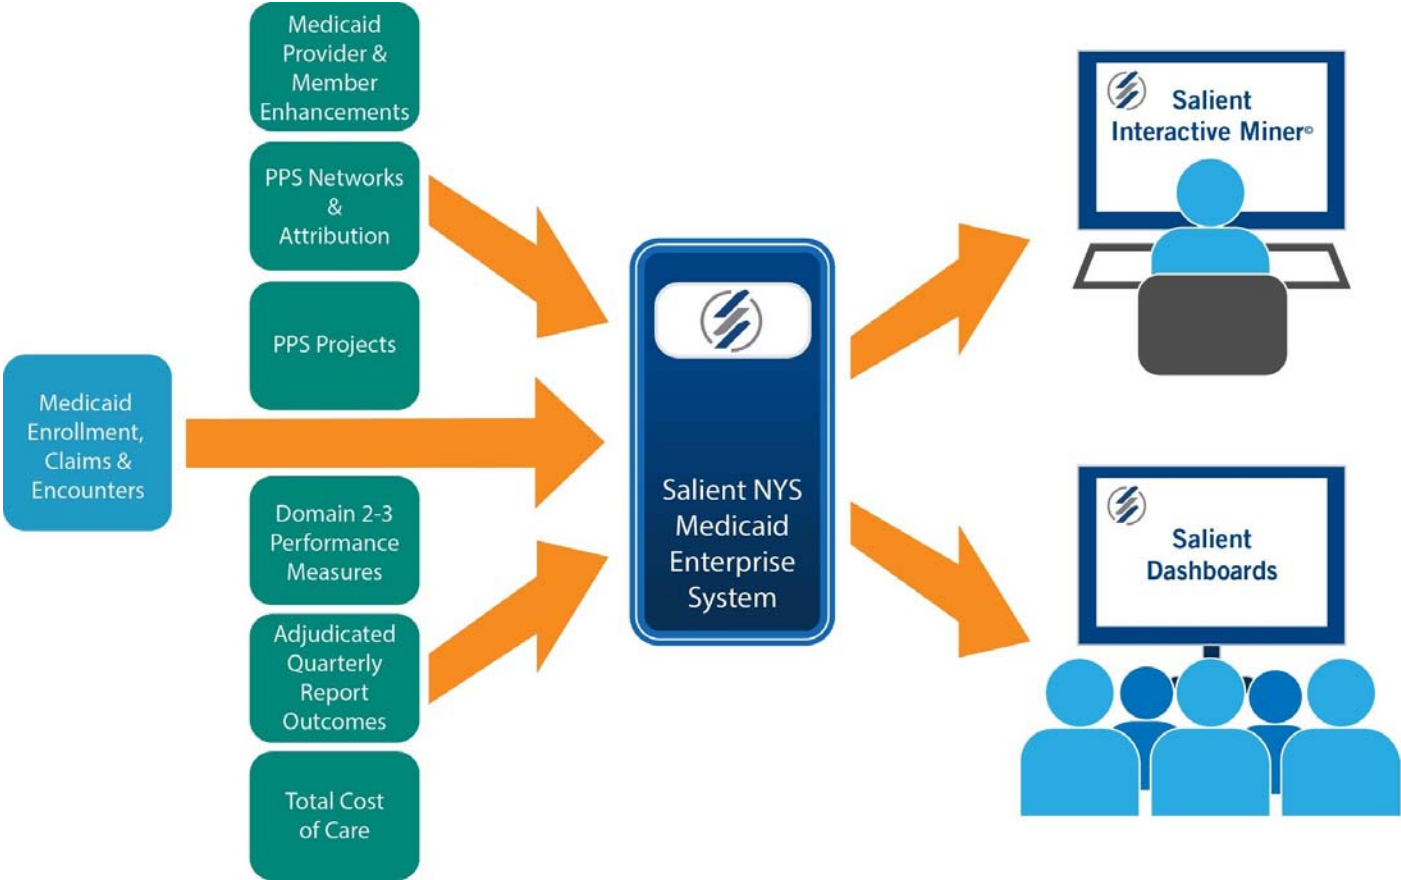 Medicaid
Provider &
Member
Enhancements
PPS Networks
&
Attribution
PPS Projects
Medicaid
Enrollment,
Claims &
Encounters
Domain 2-3
Performance
Measures
Adjudicated
Quarterly
Report
Outcomes
Total Cost
of Care
Salient NYS
Medicaid
Enterprise
System
Salient
Interactive Miner©
Salient
Dashboards